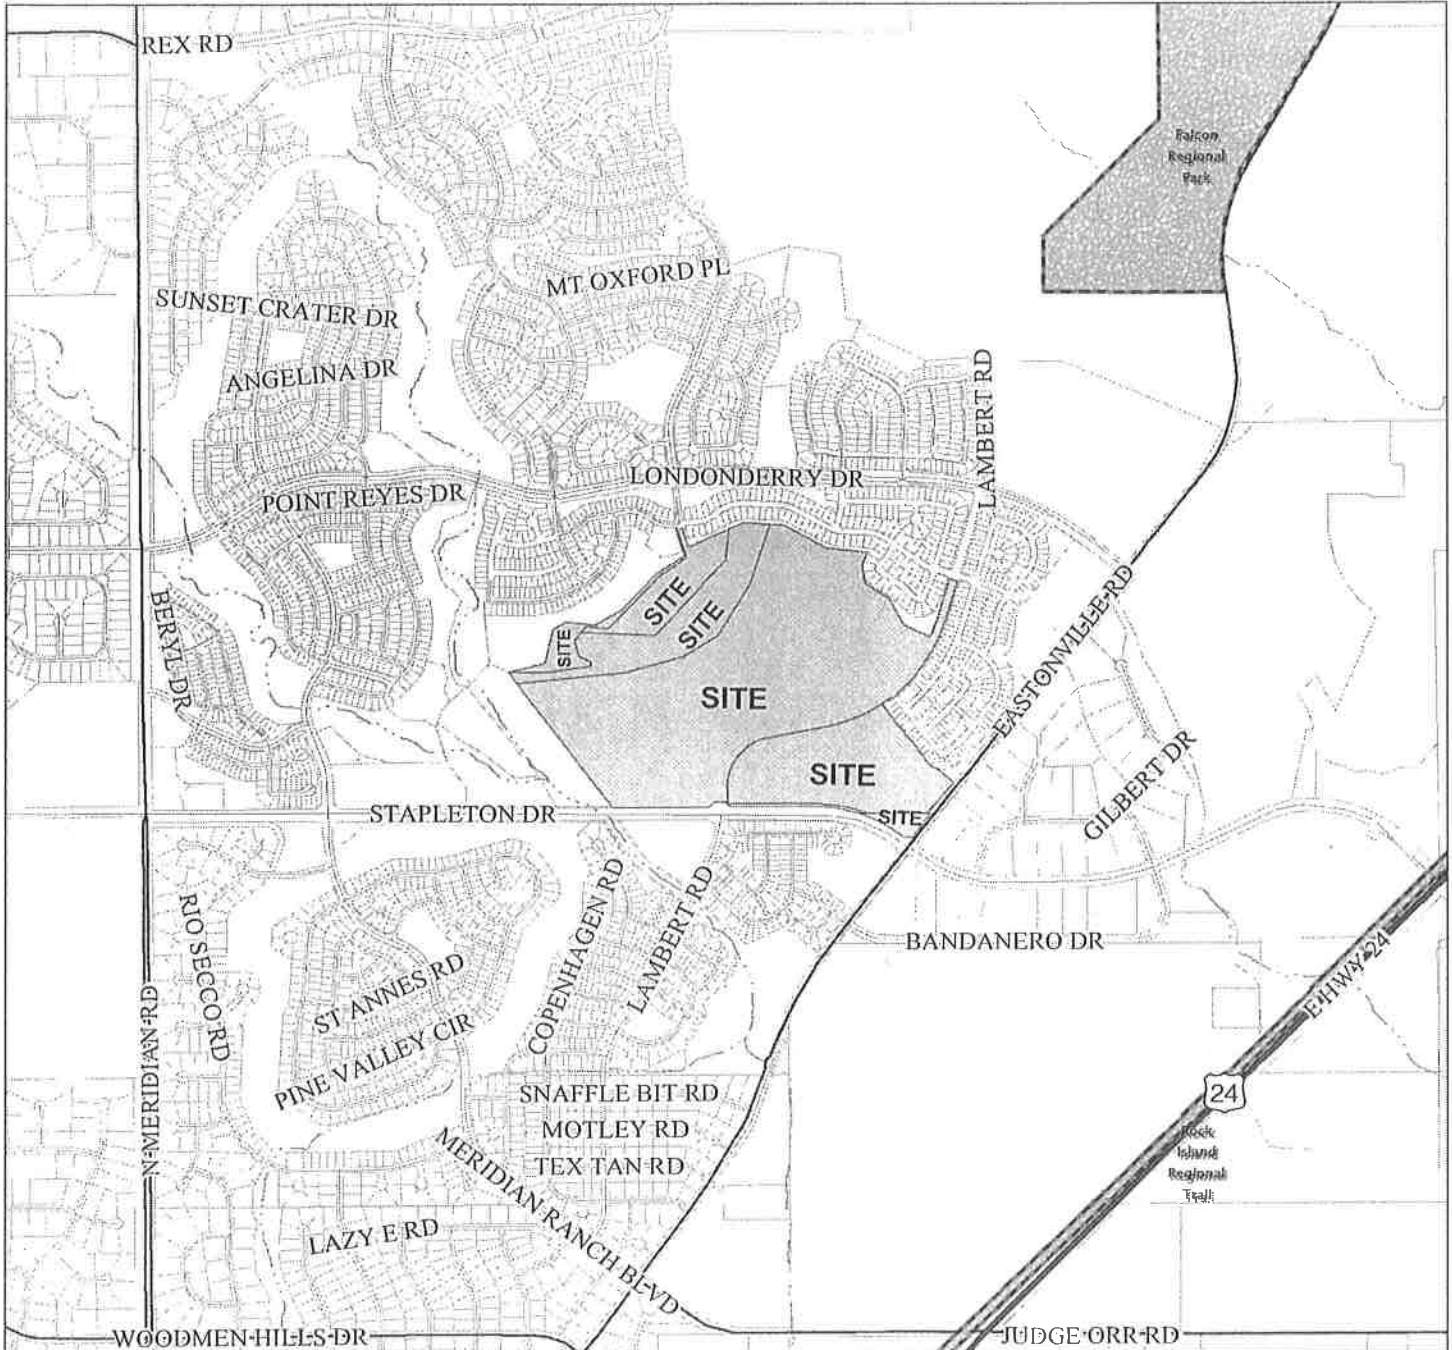 REX RD
Falcon
Regional
Park
MT OXFORD PL
SUNSET CRATER DR
ANGELINA DR
LAMBERT RD
LONDONDERRY DR
POINT REYES DR
SITE
SITE
SITE
BERYL DR
EASTONVILLE RD
SITE
SITE
GILBERT DR
STAPLETON DR
SITE
COPENHAGEN RD
LAMBERT RD
RIO SECCO RD
BANDANERO DR
E HWY 24
ST ANNES RD
N MERIDIAN RD
PINE VALLEY CIR
SNAFFLE BIT RD
24
MOTLEY RD
Rock
Island
Regional
Trail
TEX TAN RD
MERIDIAN RANCH BLVD
LAZY E RD
WOODMEN HILLS DR
JUDGE ORR RD